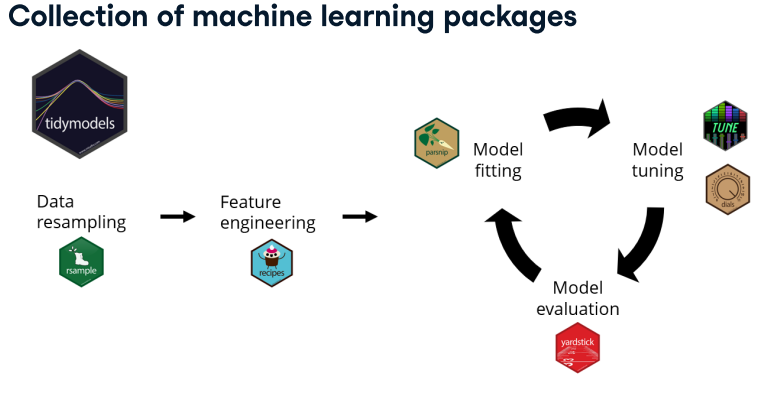 Collection of machine learning packages
tidymodels
Data
resampling
rsample
Feature
engineering
recipes
parsnip
Model
fitting
Model
tuning
TUNE
dials
Model
evaluation
yardstick